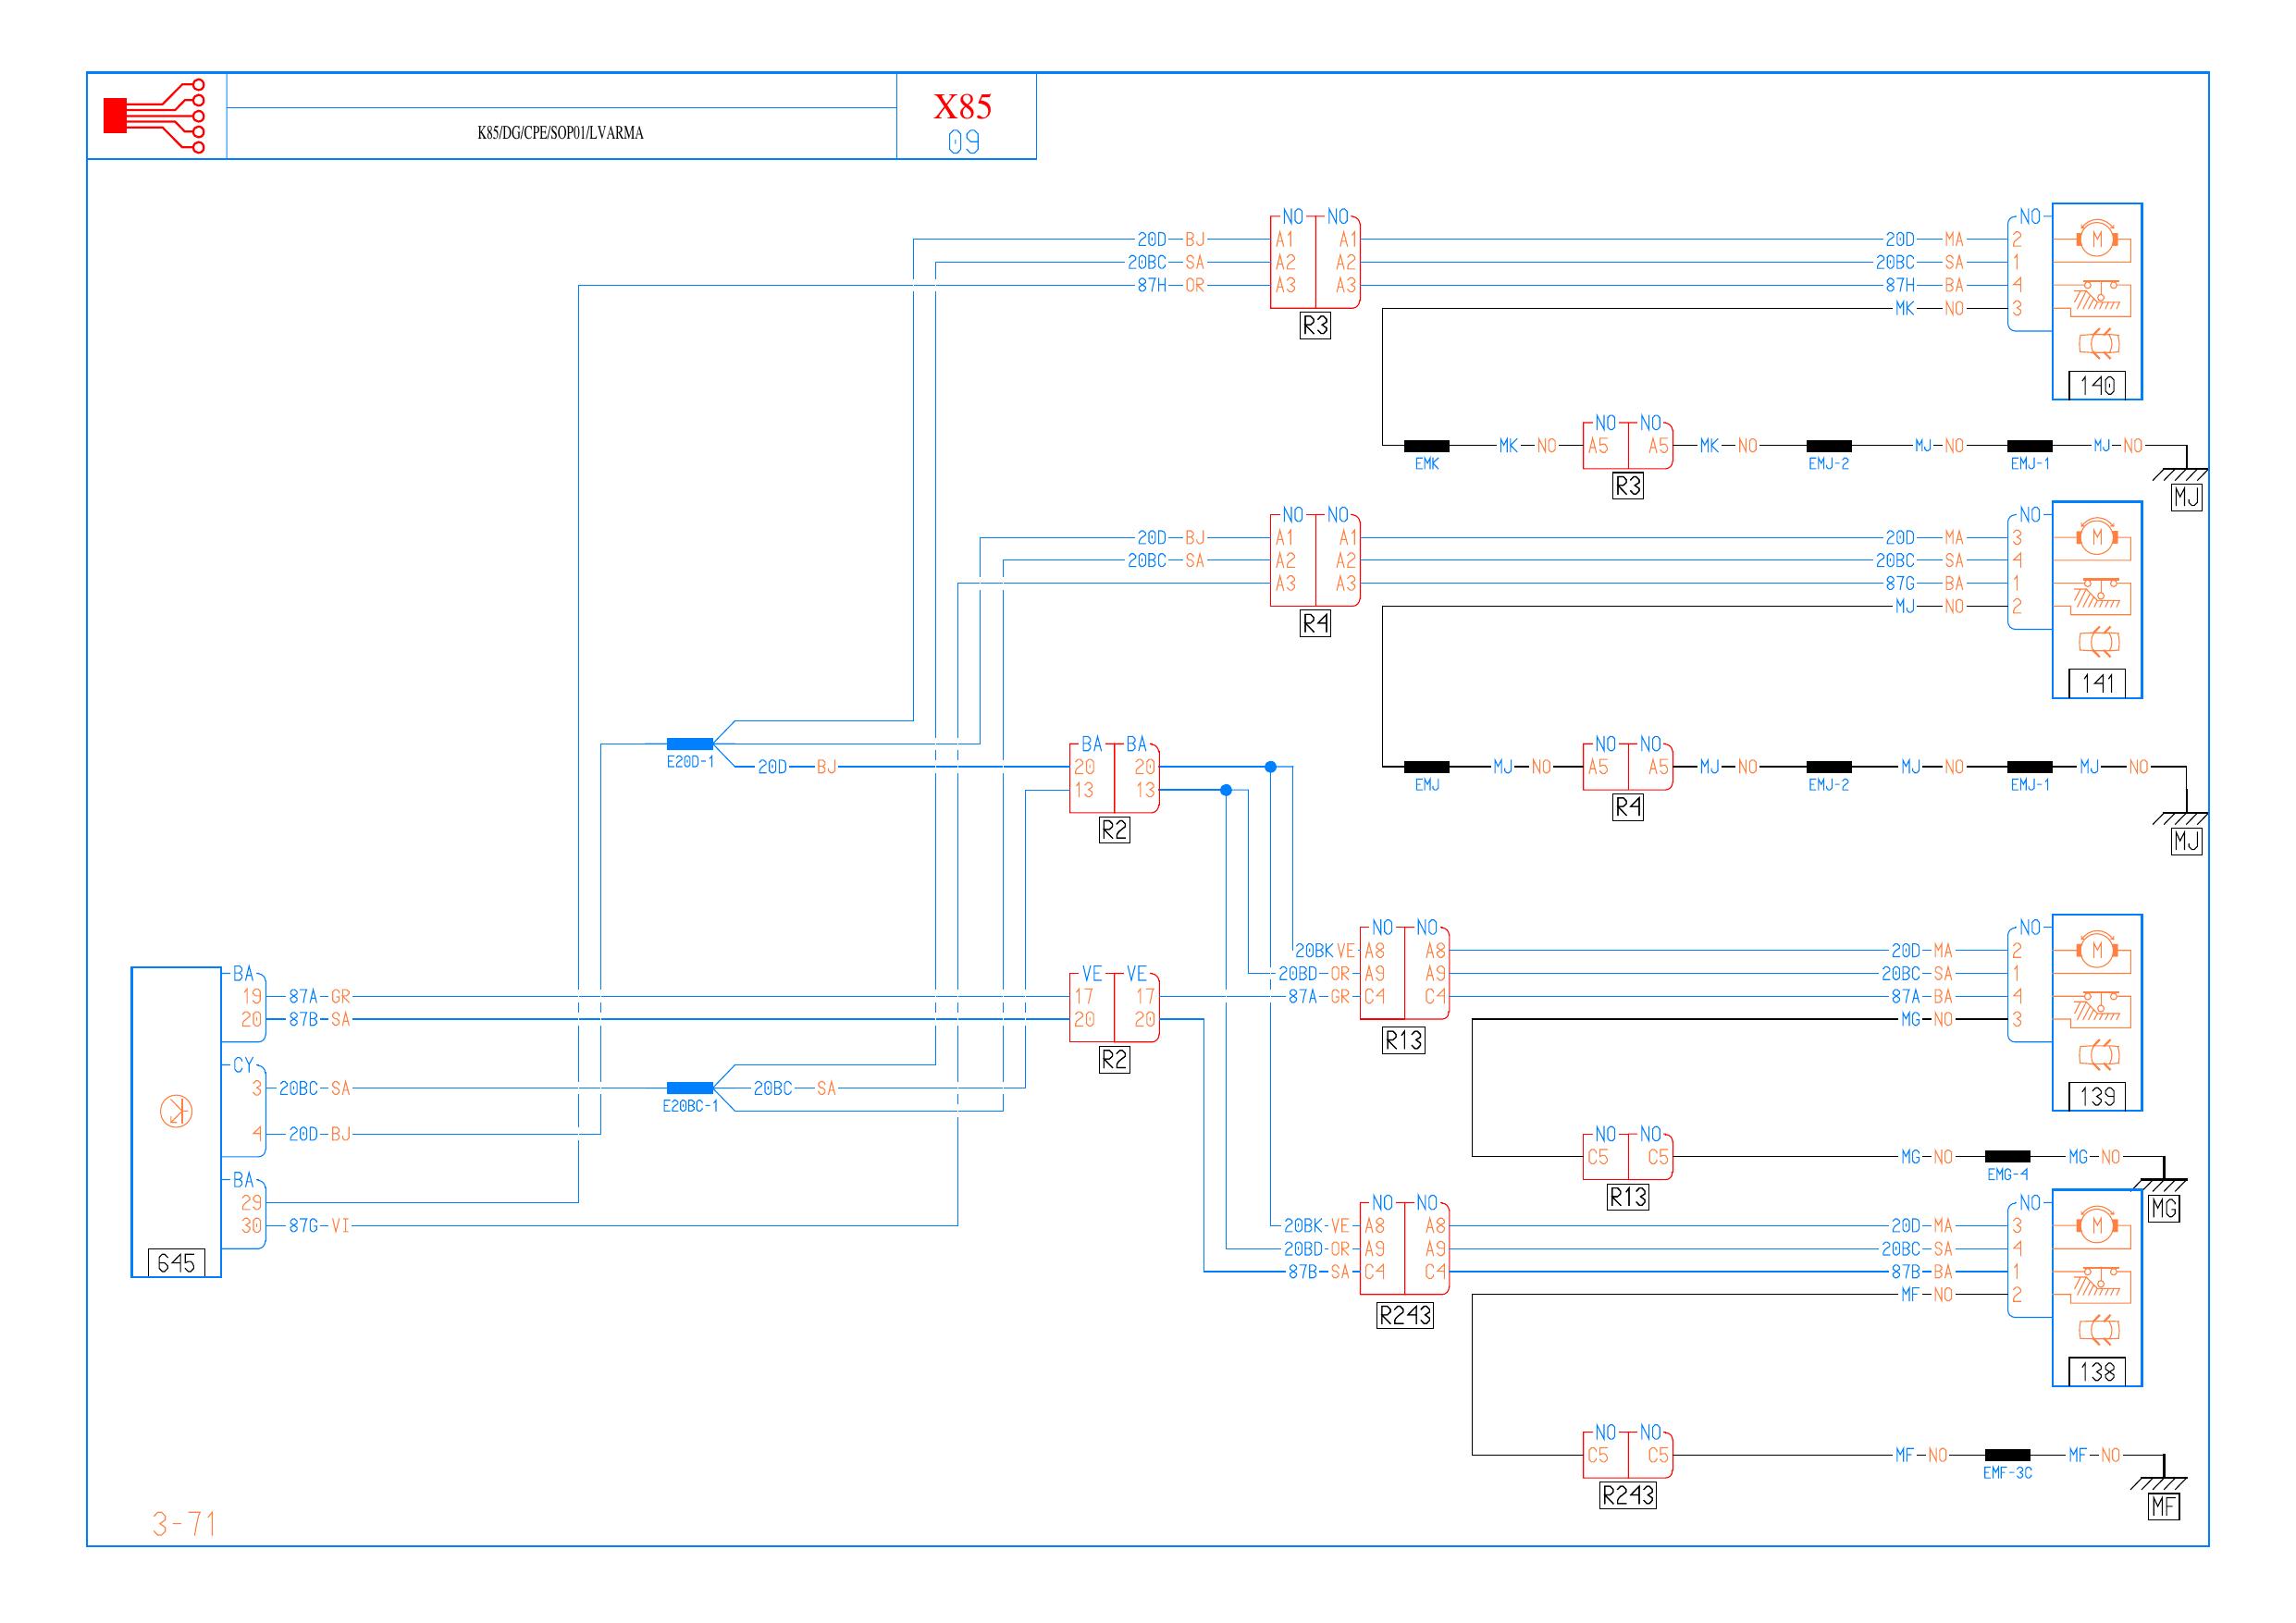 X85
K85/DG/CPE/SOP01/LVARMA
09
NO NO
NO
20D BJ A1 A1 20D MA 2 M
20BC SA A2 A2 20BC SA 1
87H OR A3 A3 87H BA 4
MK NO 3
R3
140
NO NO
MK NO A5 A5 MK NO MJ NO MJ NO
EMK EMJ-2 EMJ-1
R3
MJ
NO NO
NO
20D BJ A1 A1 20D MA 3 M
20BC SA A2 A2 20BC SA 4
A3 A3 87G BA 1
MJ NO 2
R4
141
BA BA
NO NO
E20D-1
20D BJ 20 20
MJ NO A5 A5 MJ NO MJ NO MJ NO
EMJ EMJ-2 EMJ-1
13 13
R4
R2
MJ
NO NO
NO
20BK VE A8 A8 20D MA 2 M
BA
VE VE
20BD OR A9 A9 20BC SA 1
19 87A GR 17 17 87A GR C4 C4 87A BA 4
20 87B SA 20 20 MG NO 3
R13
R2
139
CY
3 20BC SA
E20BC-1
20BC SA
4 20D BJ
NO NO
C5 C5 MG NO MG NO
EMG-4
R13
MG
BA
29
30 87G VI
645
NO NO
NO
20BK VE A8 A8 20D MA 3 M
20BD OR A9 A9 20BC SA 4
87B SA C4 C4 87B BA 1
MF NO 2
R243
138
NO NO
C5 C5 MF NO MF NO
EMF-3C
R243
MF
3-71